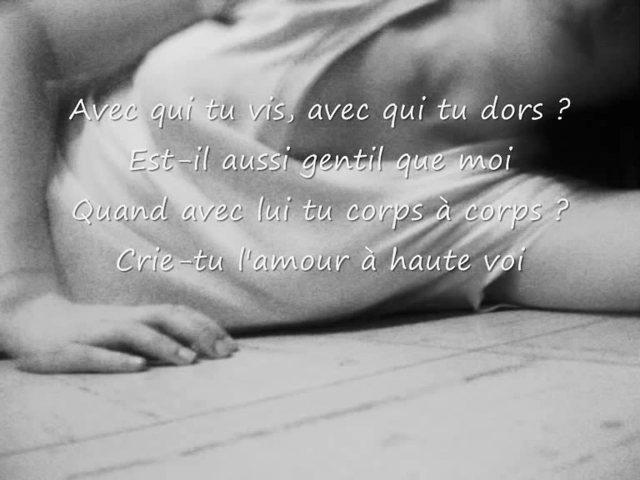 Avec qui tu vis, avec qui tu dors ?
Est-il aussi gentil que moi
Quand avec lui tu corps à corps ?
Crie-tu l'amour à haute voi